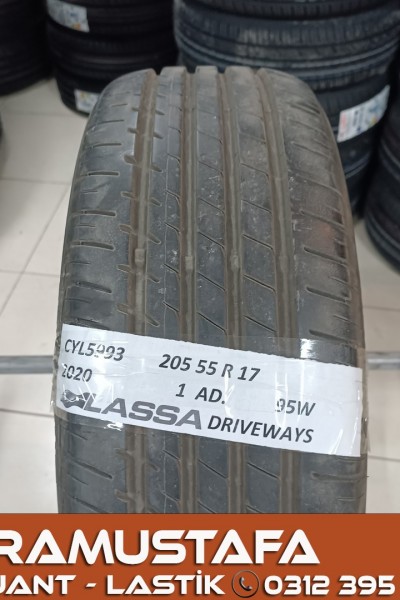 CYL5993 205 55 R 17
2020 1 AD. 95W
LASSA DRIVEWAYS
RAMUSTAFA
JANT - LASTİK 0312 395